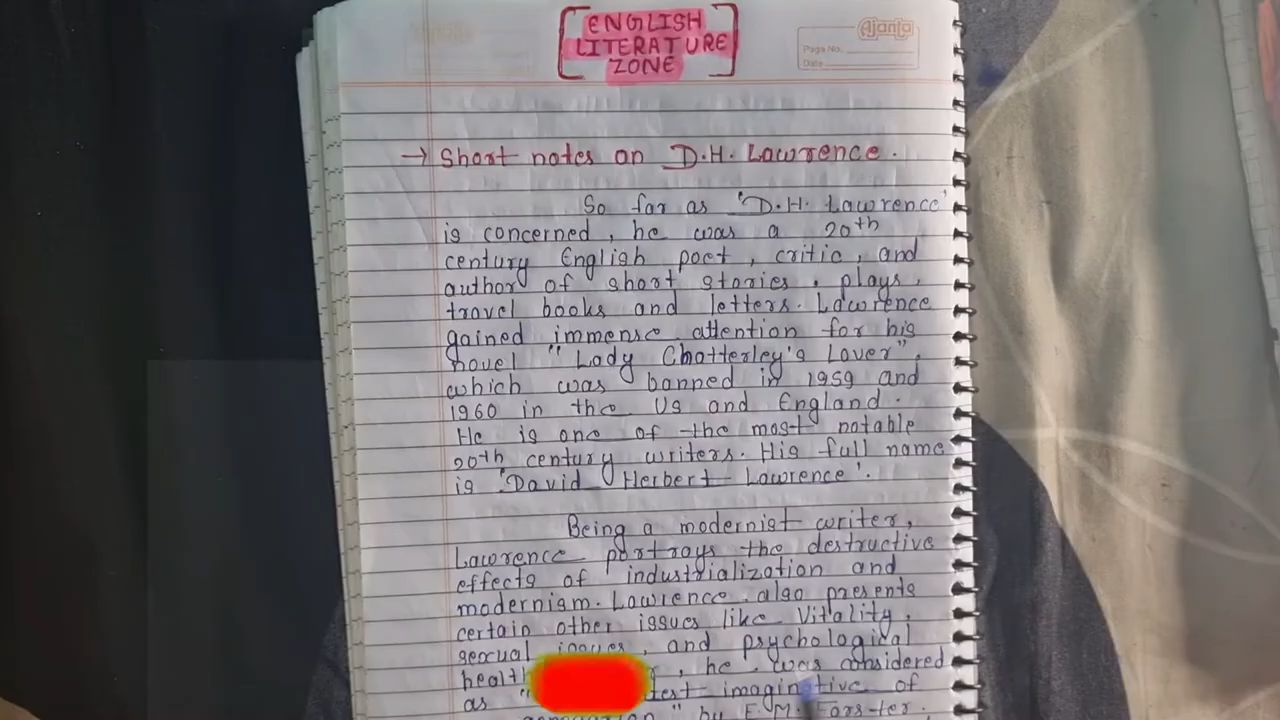 [ENGLISH
LITERATURE
ZONE]
Ajanta
Page No.
Date
→ Short notes on D.H. Lawrence.
So far as 'D.H. Lawrence'
is concerned, he was a 20th
century English poet, critic, and
author of short stories, plays,
travel books and letters. Lawrence
gained immense attention for his
novel "Lady Chatterley's Lover",
which was banned in 1959 and
1960 in the US and England.
He is one of the most notable
20th century writers. His full name
is 'David Herbert Lawrence'.
Being a modernist writer,
Lawrence portrays the destructive
effects of industrialization and
modernism. Lawrence also presents
certain other issues like Vitality,
sexual issues, and psychological
he was considered
as imaginative of
" by E.M. Forster.